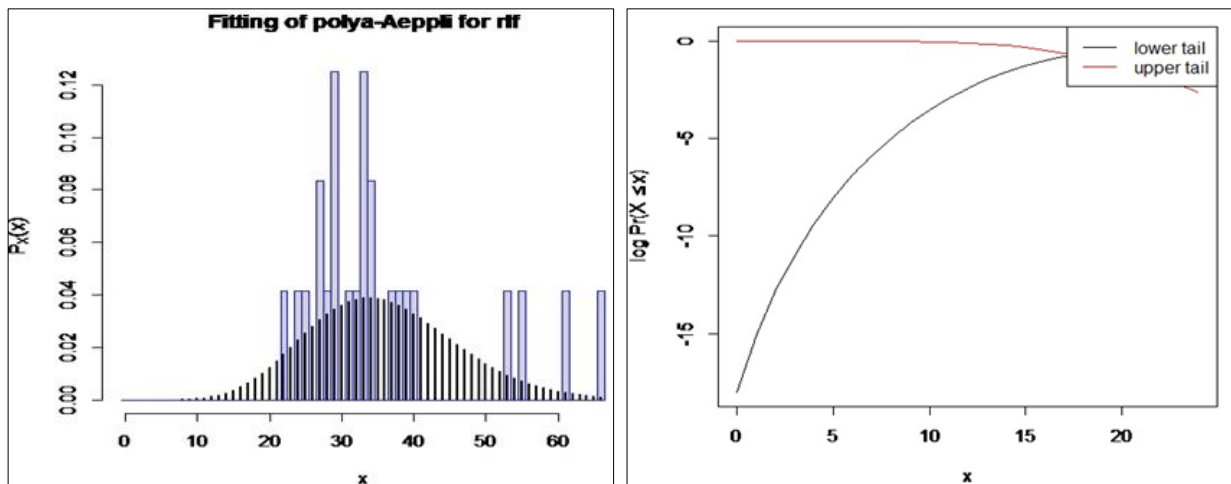 Fitting of polya-Aeppli for rlf
P_X(x)
0.12
0.10
0.08
0.06
0.04
0.02
0.00
0 10 20 30 40 50 60
x
lower tail
upper tail
log Pr(X ≤x)
0
-5
-10
-15
0 5 10 15 20
x